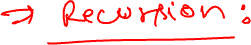 → Recursion :